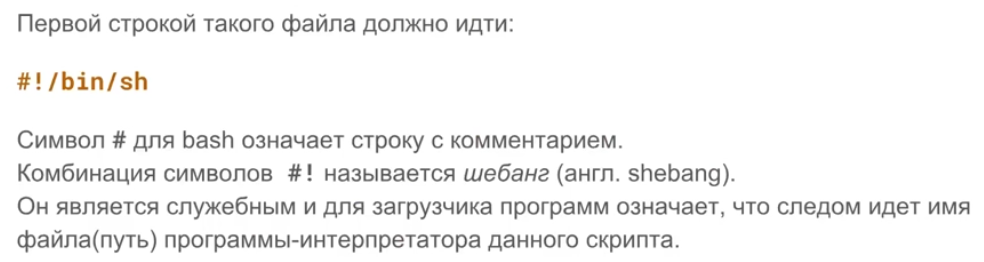 Первой строкой такого файла должно идти:
#!/bin/sh
Символ # для bash означает строку с комментарием.
Комбинация символов #! называется шебанг (англ. shebang).
Он является служебным и для загрузчика программ означает, что следом идет имя
файла(путь) программы-интерпретатора данного скрипта.